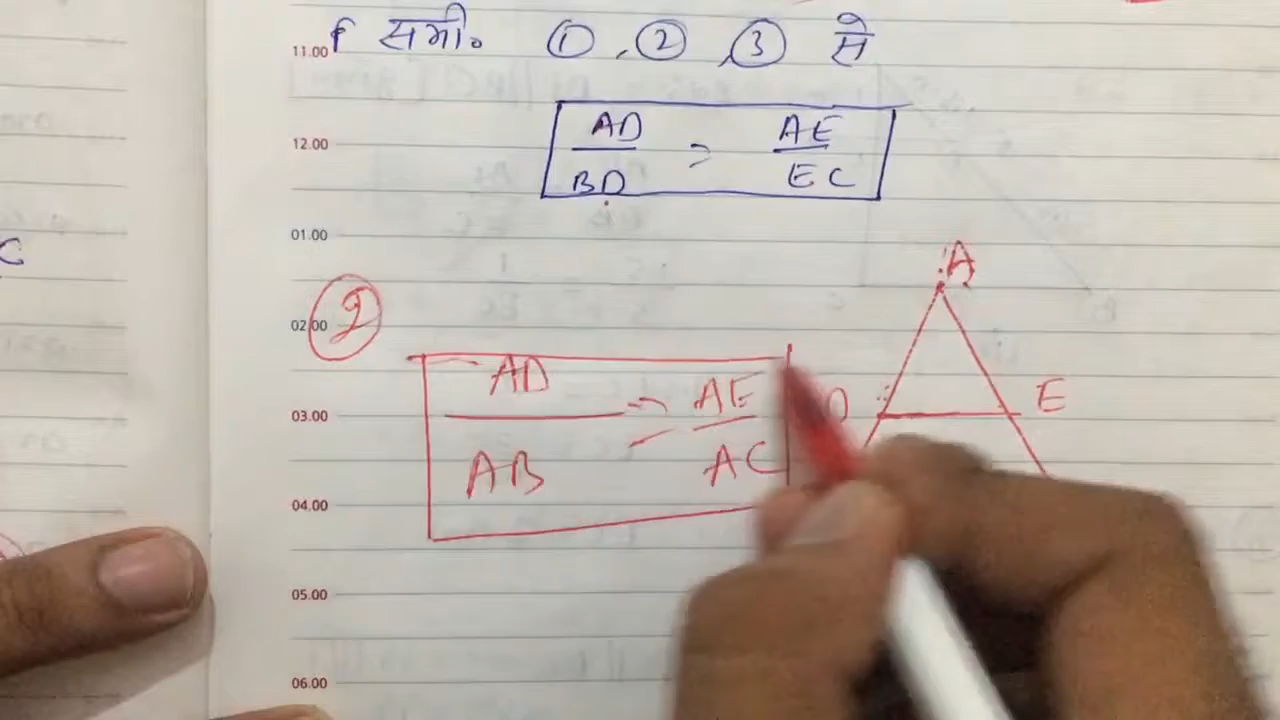 f समी० ①, ②, ③ से
11.00
AD/BD = AE/EC
12.00
01.00
A
②
02.00
AD/AB = AE/AC
D E
03.00
04.00
05.00
06.00
C